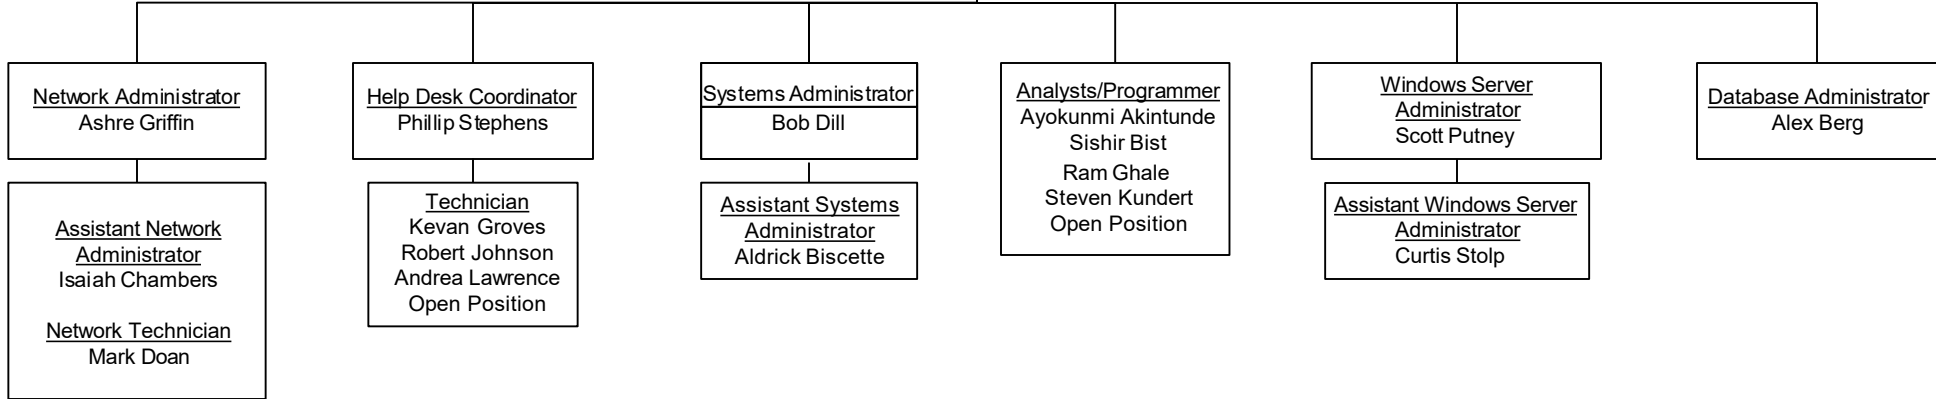 Network Administrator
Ashre Griffin
Help Desk Coordinator
Phillip Stephens
Systems Administrator
Bob Dill
Analysts/Programmer
Ayokunmi Akintunde
Sishir Bist
Ram Ghale
Steven Kundert
Open Position
Windows Server
Administrator
Scott Putney
Database Administrator
Alex Berg
Assistant Network
Administrator
Isaiah Chambers
Network Technician
Mark Doan
Technician
Kevan Groves
Robert Johnson
Andrea Lawrence
Open Position
Assistant Systems
Administrator
Aldrick Biscette
Assistant Windows Server
Administrator
Curtis Stolp